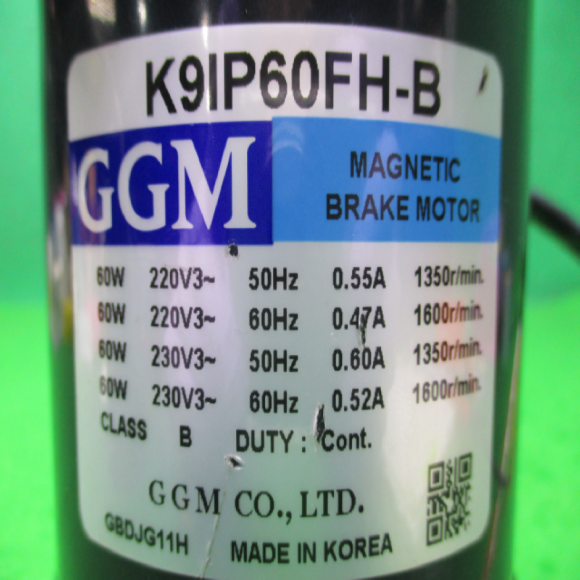 K9IP60FH-B
GGM
MAGNETIC
BRAKE MOTOR
60W 220V3~ 50Hz 0.55A 1350r/min.
60W 220V3~ 60Hz 0.47A 1600r/min.
60W 230V3~ 50Hz 0.60A 1350r/min.
60W 230V3~ 60Hz 0.52A 1600r/min.
CLASS B DUTY : Cont.
GGM CO., LTD.
GBDJG11H MADE IN KOREA